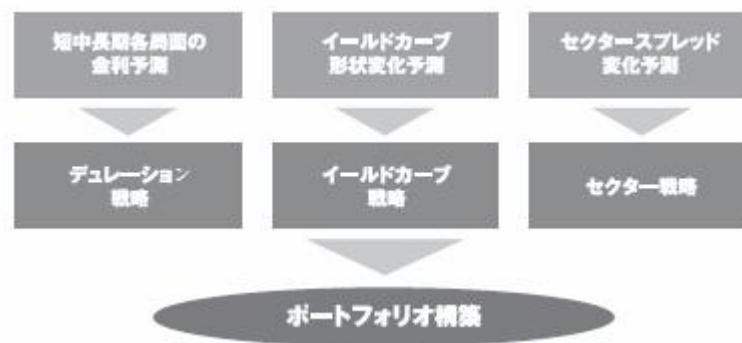 短中長期各局面の
金利予測
イールドカーブ
形状変化予測
セクタースプレッド
変化予測
デュレーション
戦略
イールドカーブ
戦略
セクター戦略
ポートフォリオ構築